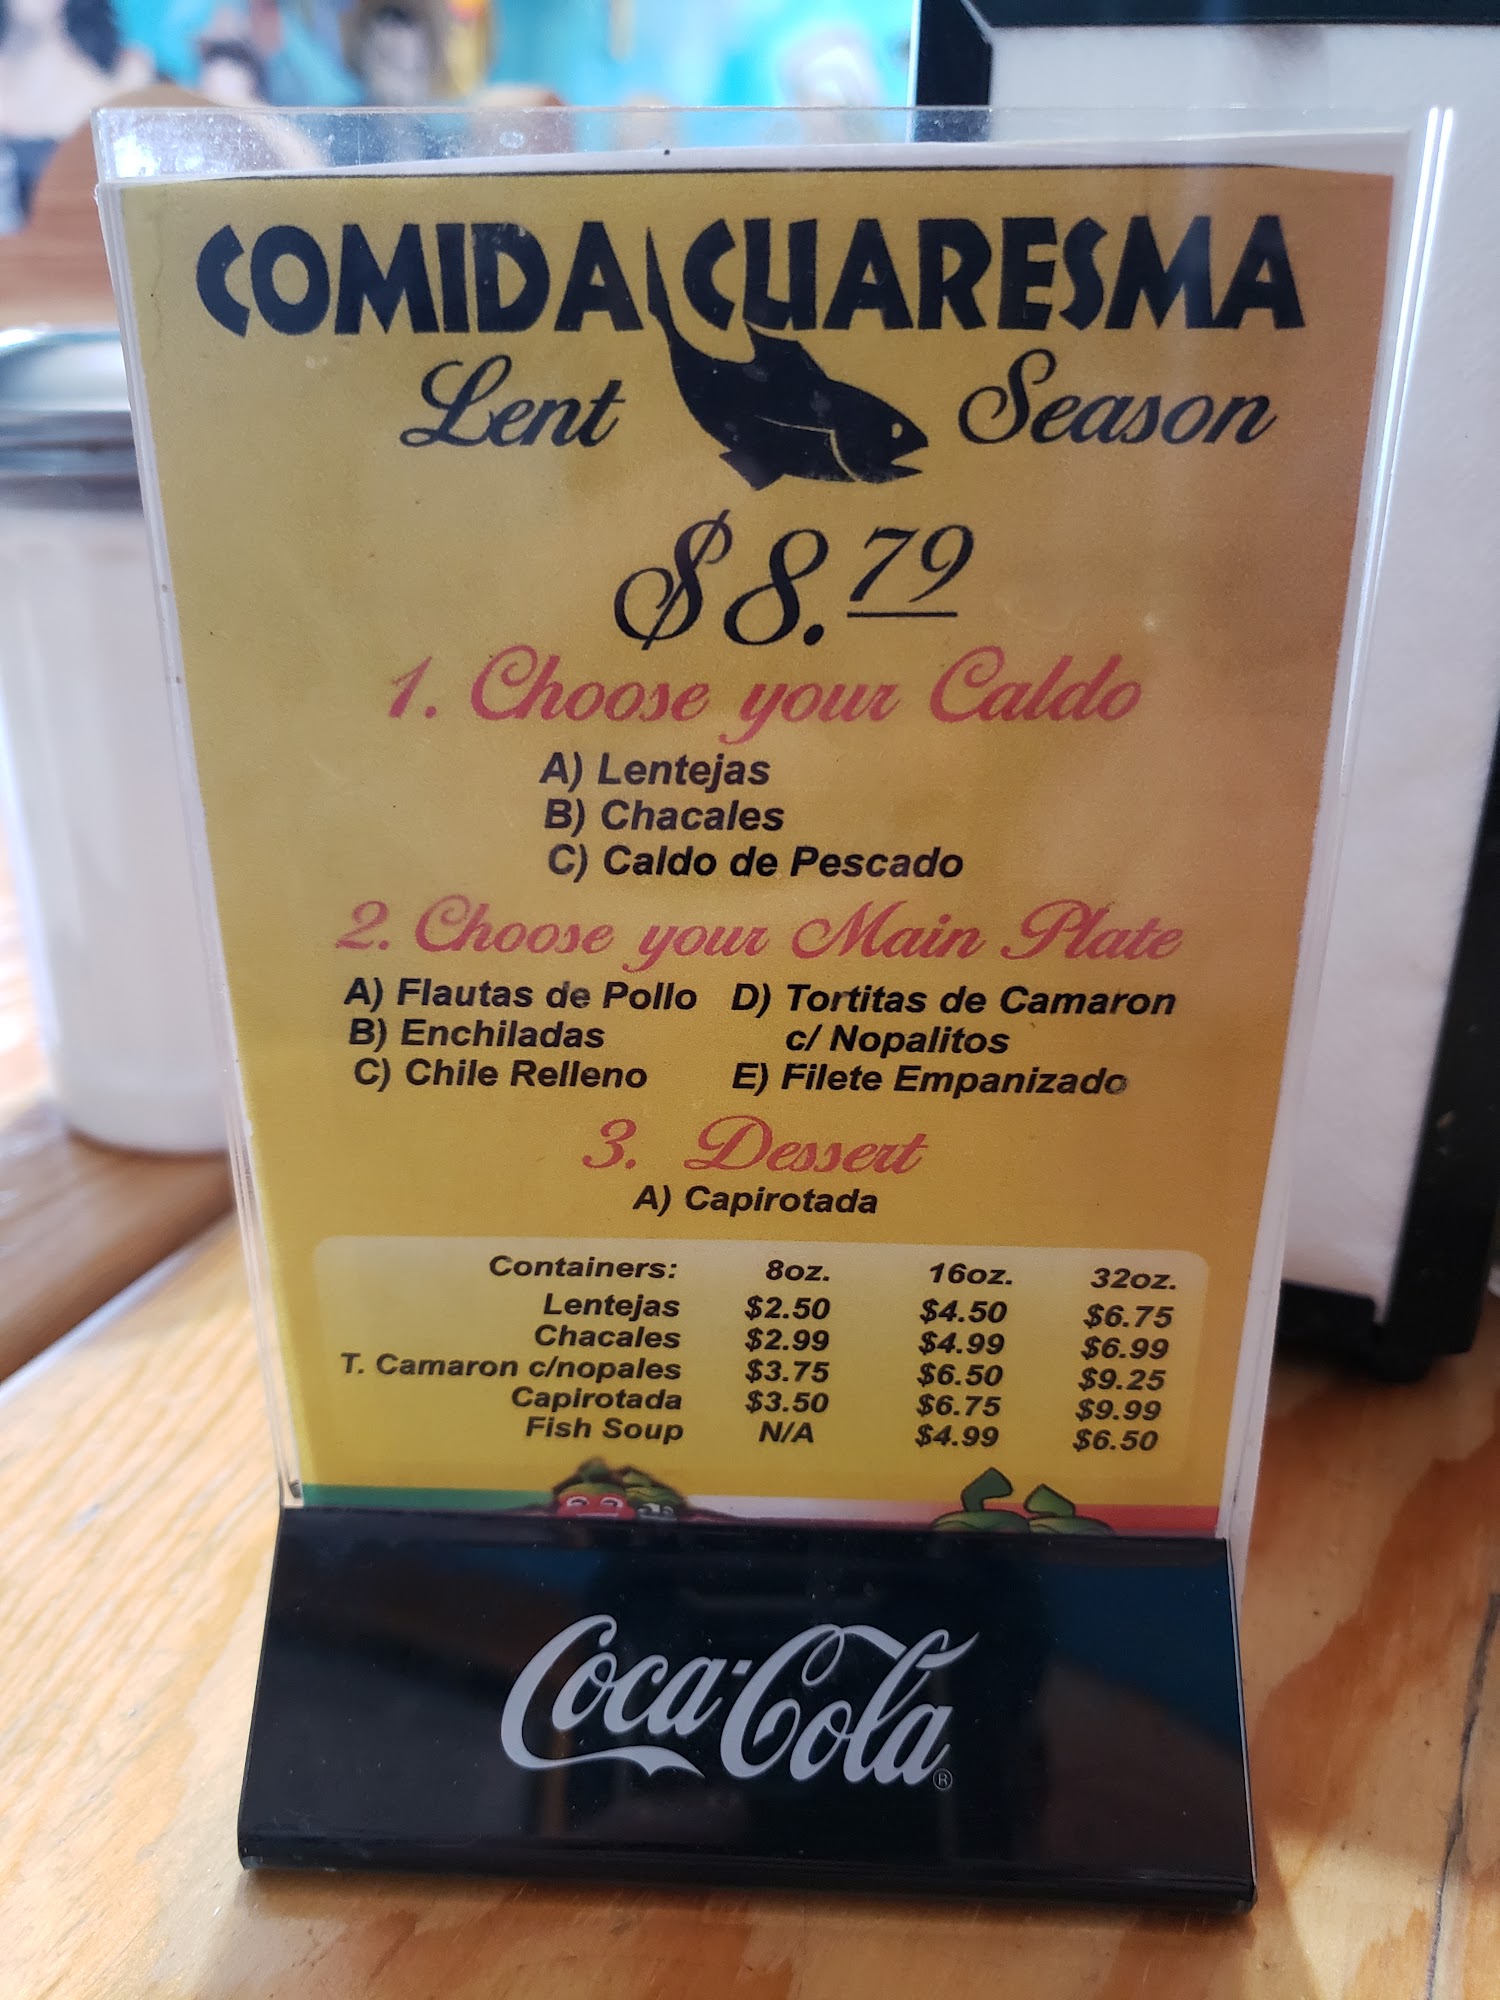 COMIDA CUARESMA
Lent Season
$8.79
1. Choose your Caldo
A) Lentejas
B) Chacales
C) Caldo de Pescado
2. Choose your Main Plate
A) Flautas de Pollo
B) Enchiladas
C) Chile Relleno
D) Tortitas de Camaron
c/ Nopalitos
E) Filete Empanizado
3. Dessert
A) Capirotada
Containers: 8oz. 16oz. 32oz.
Lentejas $2.50 $4.50 $6.75
Chacales $2.99 $4.99 $6.99
T. Camaron c/nopales $3.75 $6.50 $9.25
Capirotada $3.50 $6.75 $9.99
Fish Soup N/A $4.99 $6.50
Coca-Cola®